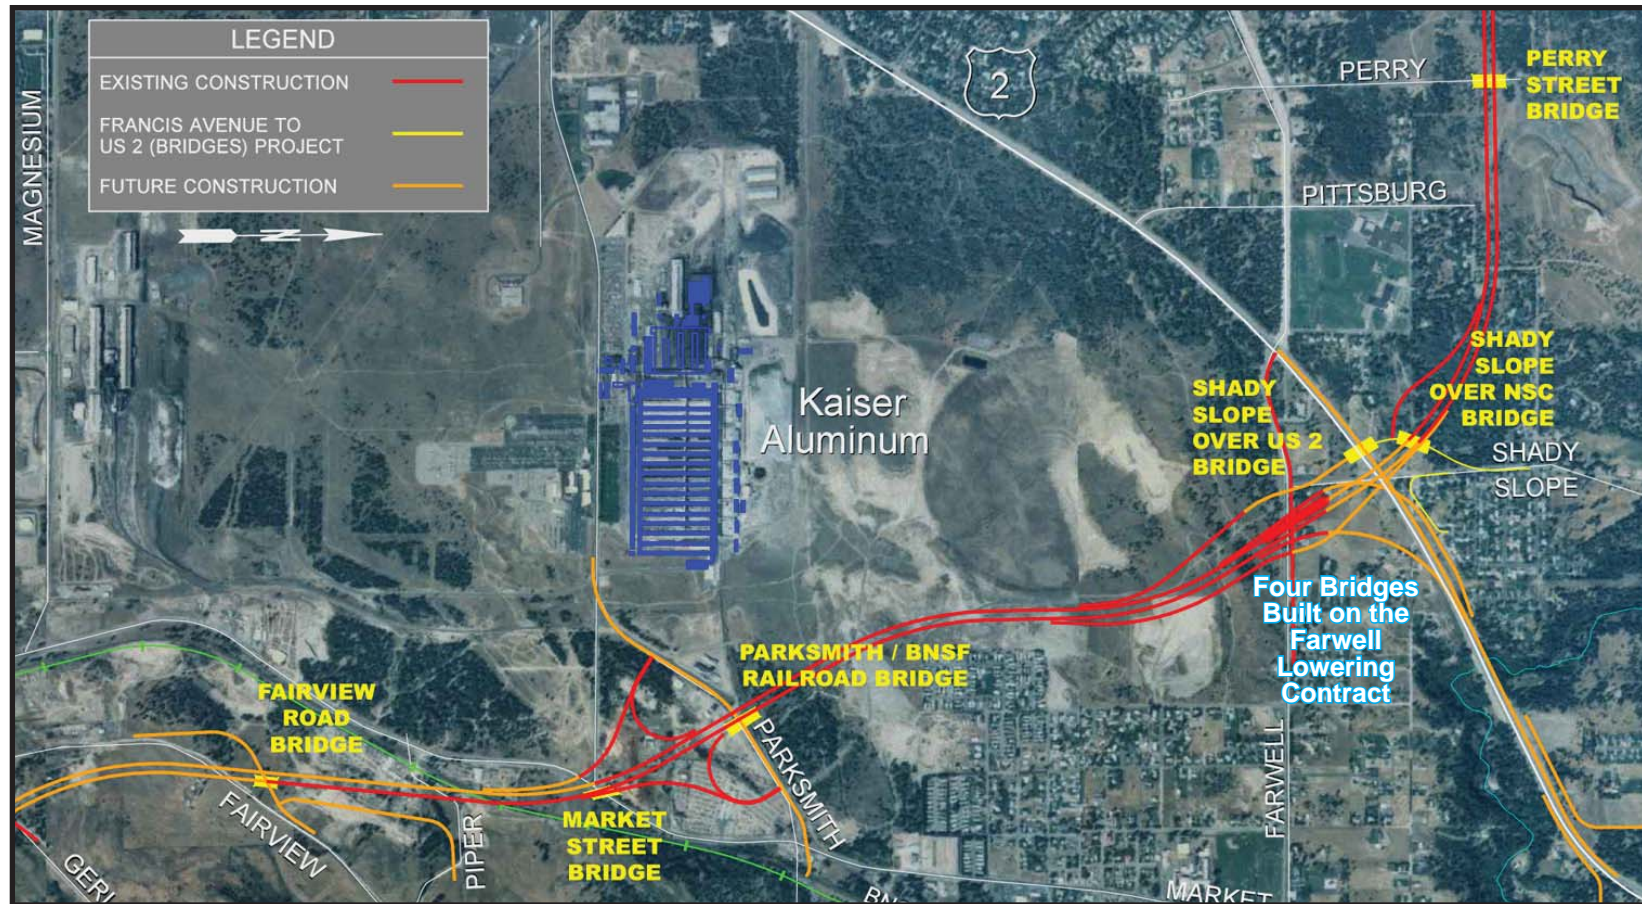 LEGEND
EXISTING CONSTRUCTION
FRANCIS AVENUE TO
US 2 (BRIDGES) PROJECT
FUTURE CONSTRUCTION
N
MAGNESIUM
2
PERRY
PERRY
STREET
BRIDGE
PITTSBURG
Kaiser
Aluminum
SHADY
SLOPE
OVER US 2
BRIDGE
SHADY
SLOPE
OVER NSC
BRIDGE
SHADY
SLOPE
Four Bridges
Built on the
Farwell
Lowering
Contract
PARKSMITH / BNSF
RAILROAD BRIDGE
FAIRVIEW
ROAD
BRIDGE
PARKSMITH
FARWELL
FAIRVIEW
PIPER
MARKET
STREET
BRIDGE
GERL
BN
MARKET